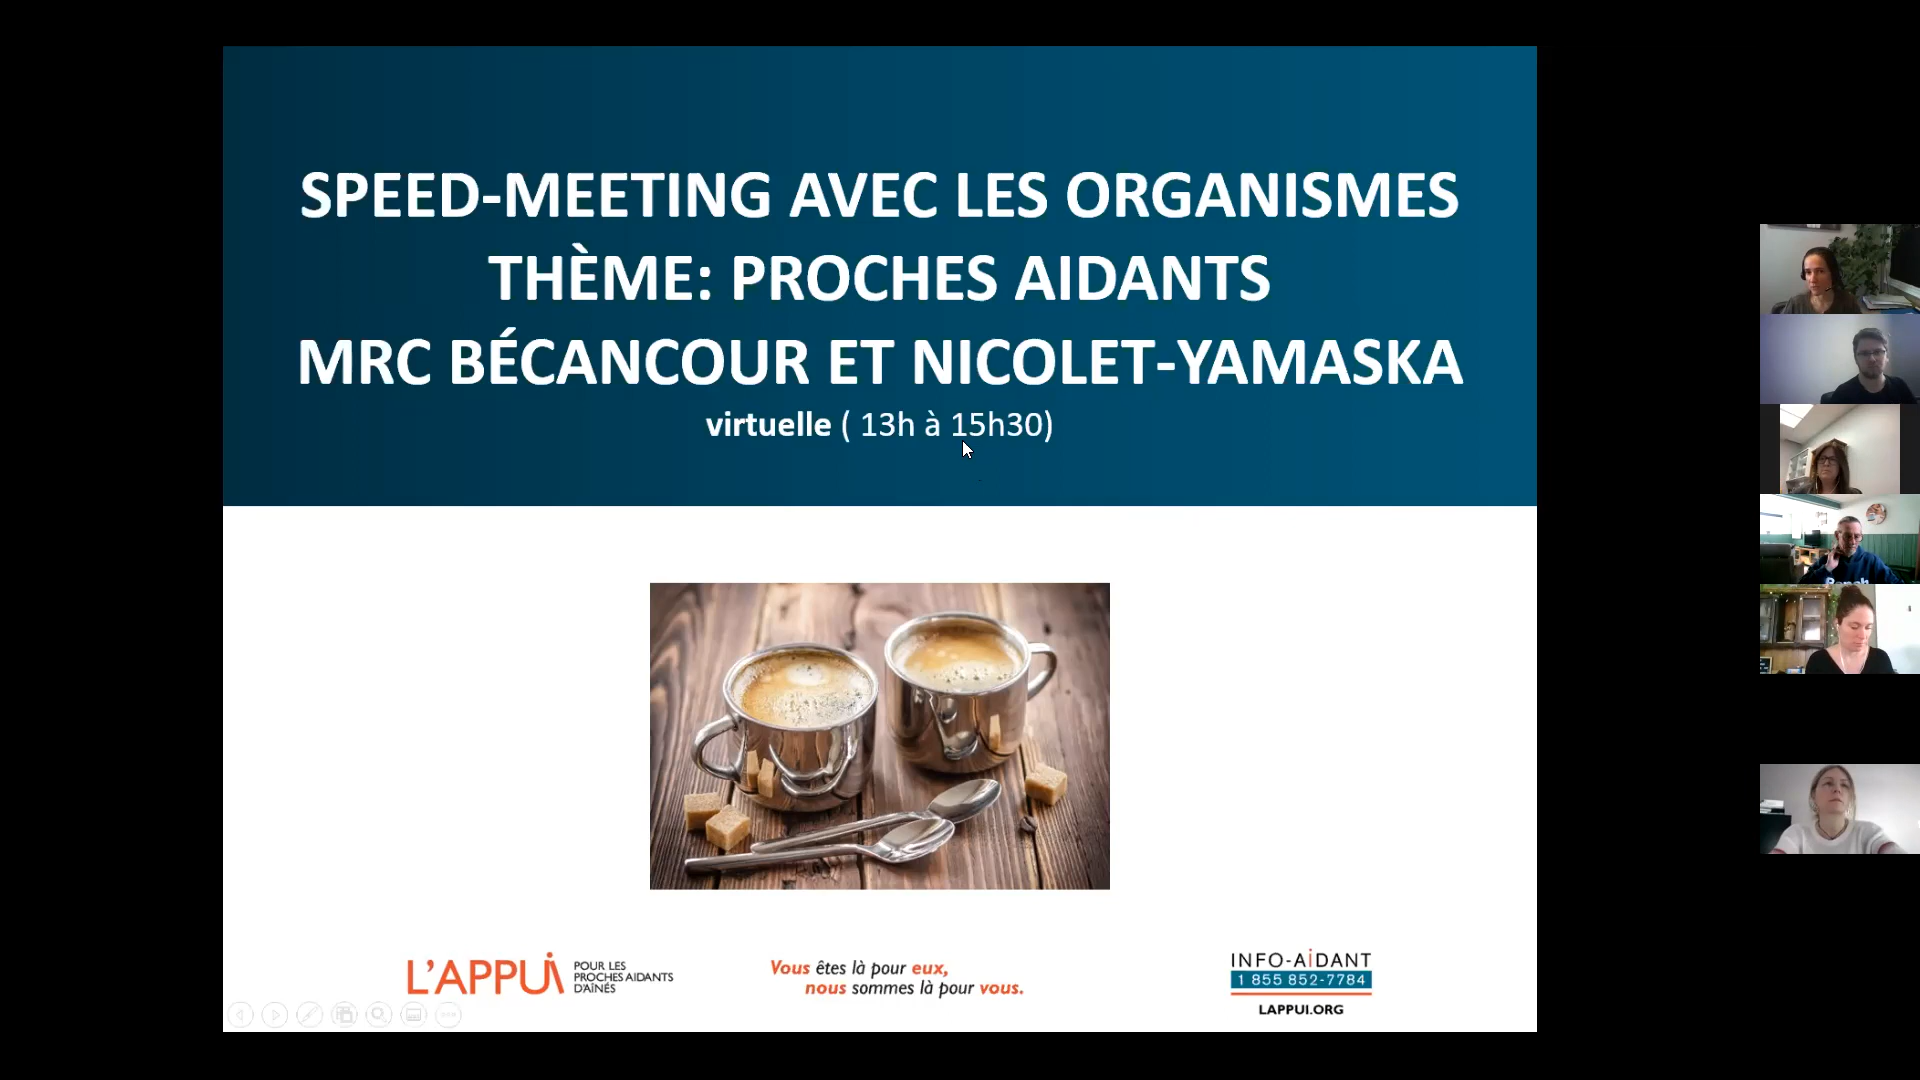 SPEED-MEETING AVEC LES ORGANISMES
THÈME: PROCHES AIDANTS
MRC BÉCANCOUR ET NICOLET-YAMASKA
virtuelle ( 13h à 15h30)
L'APPUI
POUR LES
PROCHES AIDANTS
D'AÎNÉS
Vous êtes là pour eux,
nous sommes là pour vous.
INFO-AiDANT
1 855 852-7784
LAPPUI.ORG